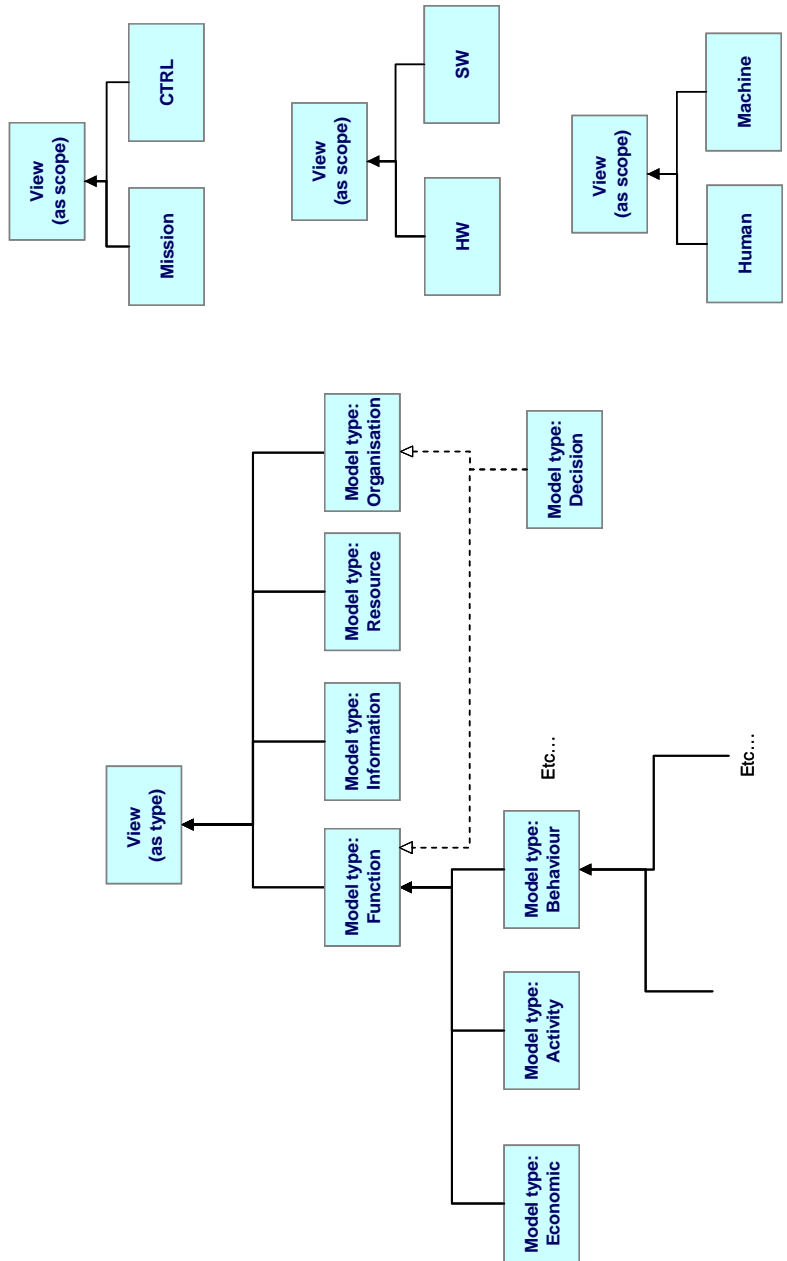 View
(as type)
Model type:
Function
Model type:
Information
Model type:
Resource
Model type:
Organisation
Model type:
Economic
Model type:
Activity
Model type:
Behaviour
Etc…
Model type:
Decision
Etc…
View
(as scope)
Mission
CTRL
View
(as scope)
HW
SW
View
(as scope)
Human
Machine